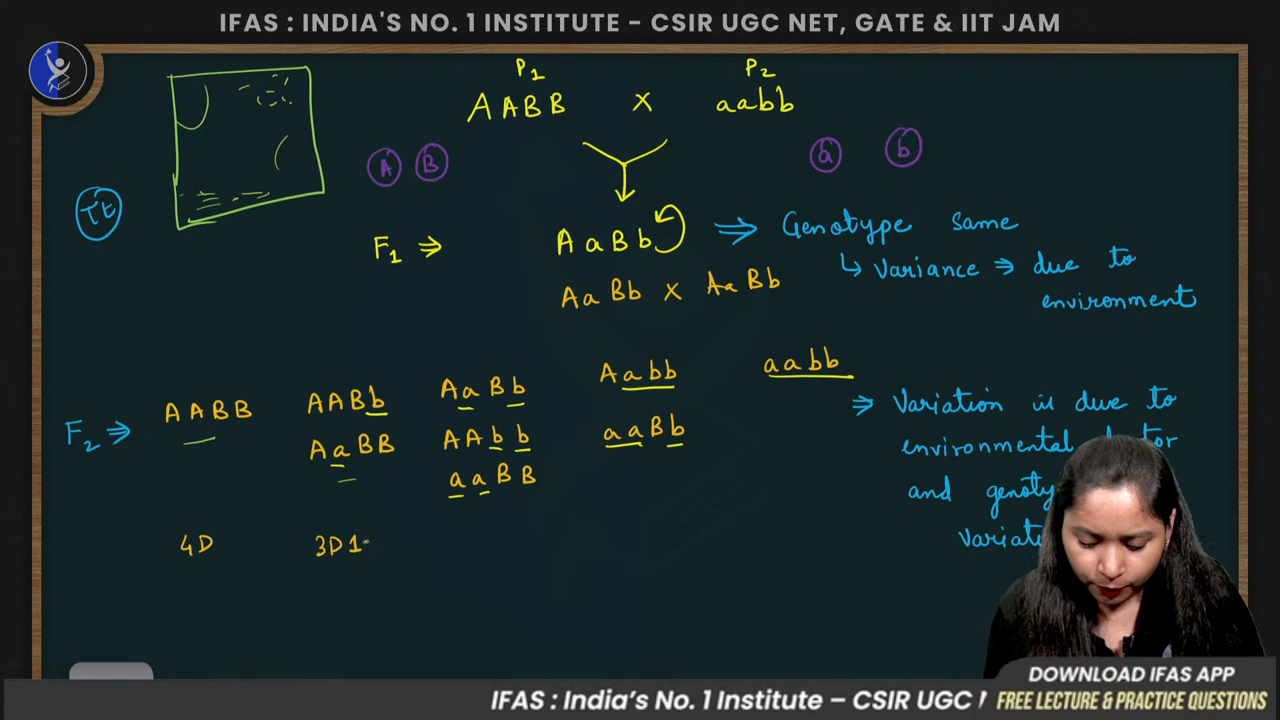 IFAS : INDIA'S NO. 1 INSTITUTE – CSIR UGC NET, GATE & IIT JAM
P1 P2
AABB x aabb
A B a b
Tt
F1 ⇒ AaBb ⇒ Genotype same
↳ Variance ⇒ due to
environment
AaBb x AaBb
F2 ⇒ AABB AABb AaBb Aabb aabb
AaBB AAbb aaBb
aaBB
⇒ Variation is due to
environmental
and
4D 3D1
DOWNLOAD IFAS APP
FREE LECTURE & PRACTICE QUESTIONS
IFAS : India's No. 1 Institute – CSIR UGC